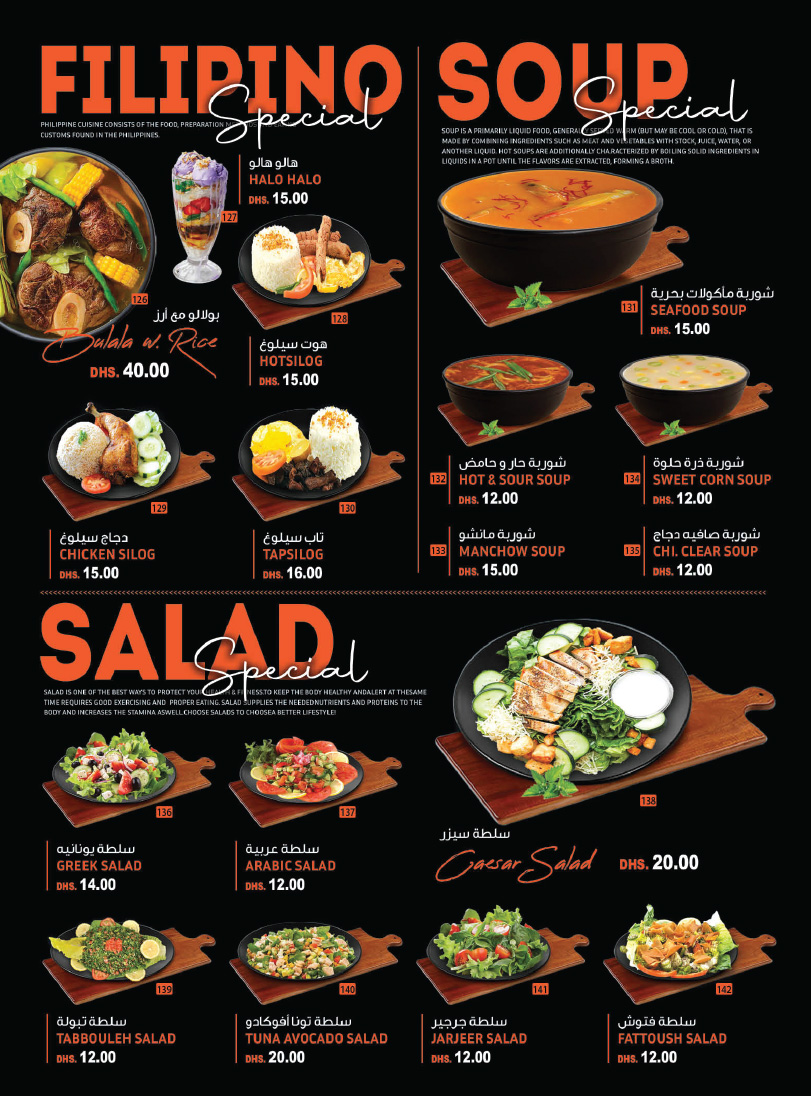 FILIPINO
Special
PHILIPPINE CUISINE CONSISTS OF THE FOOD, PREPARATION
CUSTOMS FOUND IN THE PHILIPPINES.
هالو هالو
HALO HALO
DHS. 15.00
127
126
بولالو مع أرز
Bulala w. Rice
DHS. 40.00
128
هوت سيلوغ
HOTSILOG
DHS. 15.00
129
دجاج سيلوغ
CHICKEN SILOG
DHS. 15.00
130
تاب سيلوغ
TAPSILOG
DHS. 16.00
SOUP
Special
SOUP IS A PRIMARILY LIQUID FOOD, GENERALLY SERVED WARM (BUT MAY BE COOL OR COLD), THAT IS
MADE BY COMBINING INGREDIENTS SUCH AS MEAT AND VEGETABLES WITH STOCK, JUICE, WATER, OR
ANOTHER LIQUID. HOT SOUPS ARE ADDITIONALLY CHARACTERIZED BY BOILING SOLID INGREDIENTS IN
LIQUIDS IN A POT UNTIL THE FLAVORS ARE EXTRACTED, FORMING A BROTH.
131
شوربة مأكولات بحرية
SEAFOOD SOUP
DHS. 15.00
132
شوربة حار و حامض
HOT & SOUR SOUP
DHS. 12.00
134
شوربة ذرة حلوة
SWEET CORN SOUP
DHS. 12.00
133
شوربة مانشو
MANCHOW SOUP
DHS. 15.00
135
شوربة صافيه دجاج
CHI. CLEAR SOUP
DHS. 12.00
SALAD
Special
SALAD IS ONE OF THE BEST WAYS TO PROTECT YOUR HEALTH & FITNESS.TO KEEP THE BODY HEALTHY ANDALERT AT THESAME
TIME REQUIRES GOOD EXERCISING AND PROPER EATING. SALAD SUPPLIES THE NEEDEDNUTRIENTS AND PROTEINS TO THE
BODY AND INCREASES THE STAMINA ASWELL.CHOOSE SALADS TO CHOOSEA BETTER LIFESTYLE!
136
سلطة يونانيه
GREEK SALAD
DHS. 14.00
137
سلطة عربية
ARABIC SALAD
DHS. 12.00
138
سلطة سيزر
Caesar Salad
DHS. 20.00
139
سلطة تبولة
TABBOULEH SALAD
DHS. 12.00
140
سلطة تونا أفوكادو
TUNA AVOCADO SALAD
DHS. 20.00
141
سلطة جرجير
JARJEER SALAD
DHS. 12.00
142
سلطة فتوش
FATTOUSH SALAD
DHS. 12.00